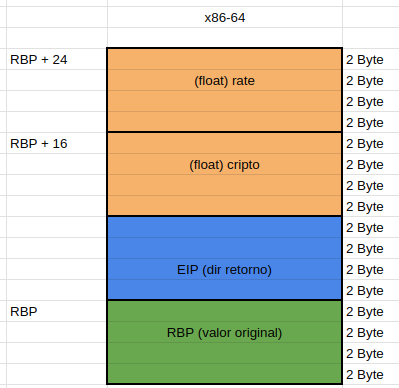 x86-64
RBP + 24 2 Byte
(float) rate 2 Byte
2 Byte
2 Byte
RBP + 16 2 Byte
(float) cripto 2 Byte
2 Byte
2 Byte
2 Byte
2 Byte
EIP (dir retorno) 2 Byte
2 Byte
RBP 2 Byte
RBP (valor original) 2 Byte
2 Byte
2 Byte